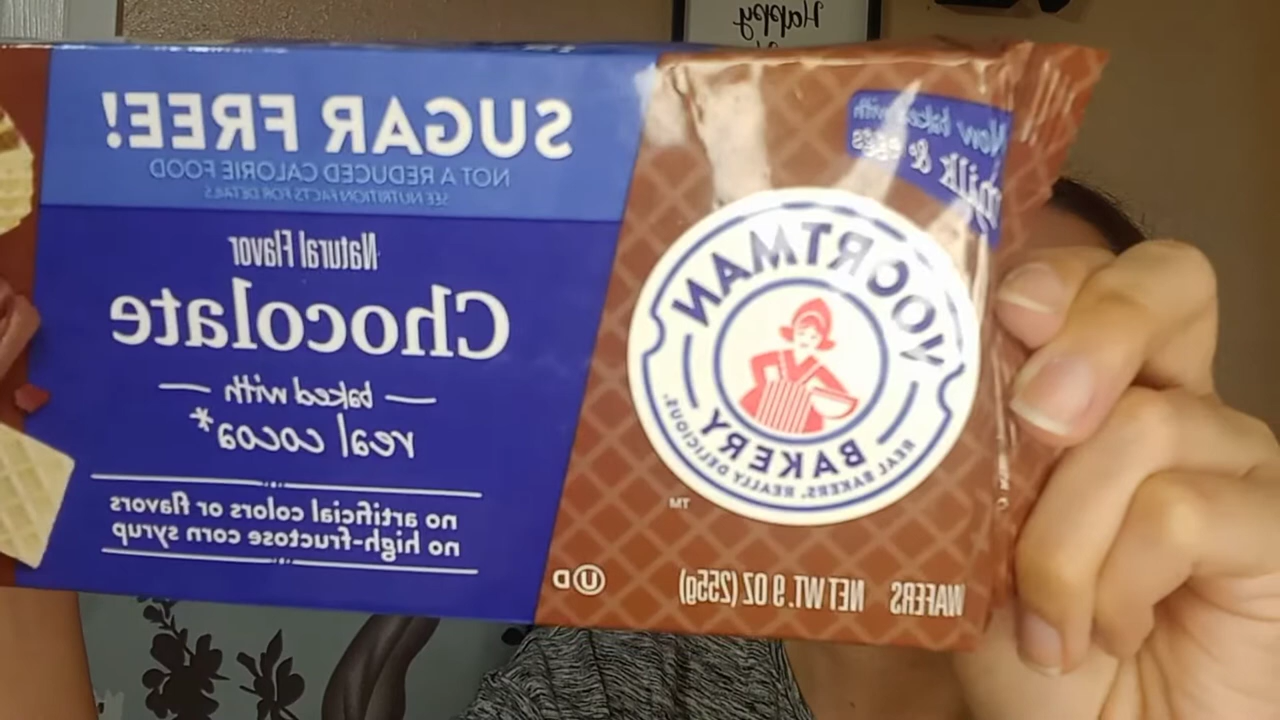 Happy
SUGAR FREE!
NOT A REDUCED CALORIE FOOD
SEE NUTRITION FACTS FOR DETAILS
Natural Flavor
Chocolate
baked with
real cocoa*
no artificial colors or flavors
no high-fructose corn syrup
Now baked with
milk & eggs
VOORTMAN
BAKERY
REAL BAKERS. REALLY DELICIOUS.
TM
WAFERS NET WT. 9 OZ (255g)
U D